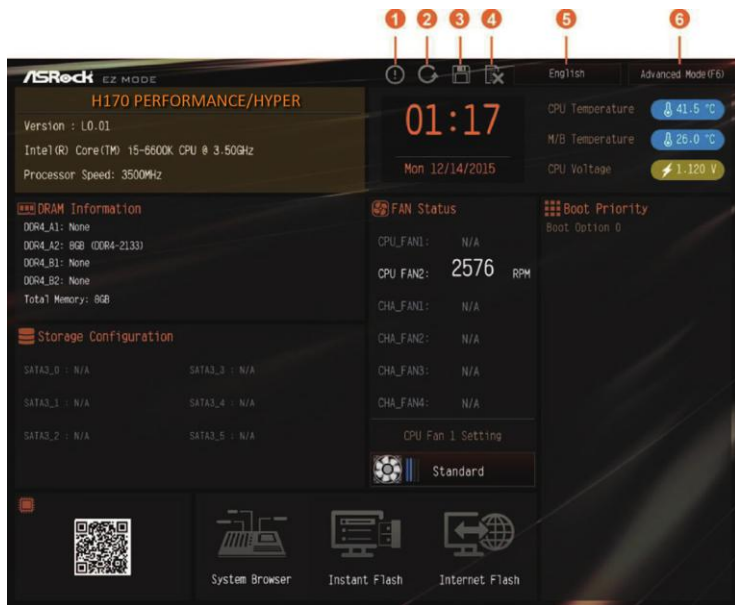 1 2 3 4 5 6
ASRock EZ MODE
English
Advanced Mode(F6)
H170 PERFORMANCE/HYPER
Version : L0.01
Intel(R) Core(TM) i5-6600K CPU @ 3.50GHz
Processor Speed: 3500MHz
01:17
Mon 12/14/2015
CPU Temperature 41.5 °C
M/B Temperature 26.0 °C
CPU Voltage 1.120 V
DRAM Information
DDR4_A1: None
DDR4_A2: 8GB (DDR4-2133)
DDR4_B1: None
DDR4_B2: None
Total Memory: 8GB
Storage Configuration
SATA3_0 : N/A SATA3_3 : N/A
SATA3_1 : N/A SATA3_4 : N/A
SATA3_2 : N/A SATA3_5 : N/A
FAN Status
CPU_FAN1: N/A
CPU FAN2: 2576 RPM
CHA_FAN1: N/A
CHA_FAN2: N/A
CHA_FAN3: N/A
CHA_FAN4: N/A
CPU Fan 1 Setting
Standard
Boot Priority
Boot Option 0
System Browser
Instant Flash
Internet Flash